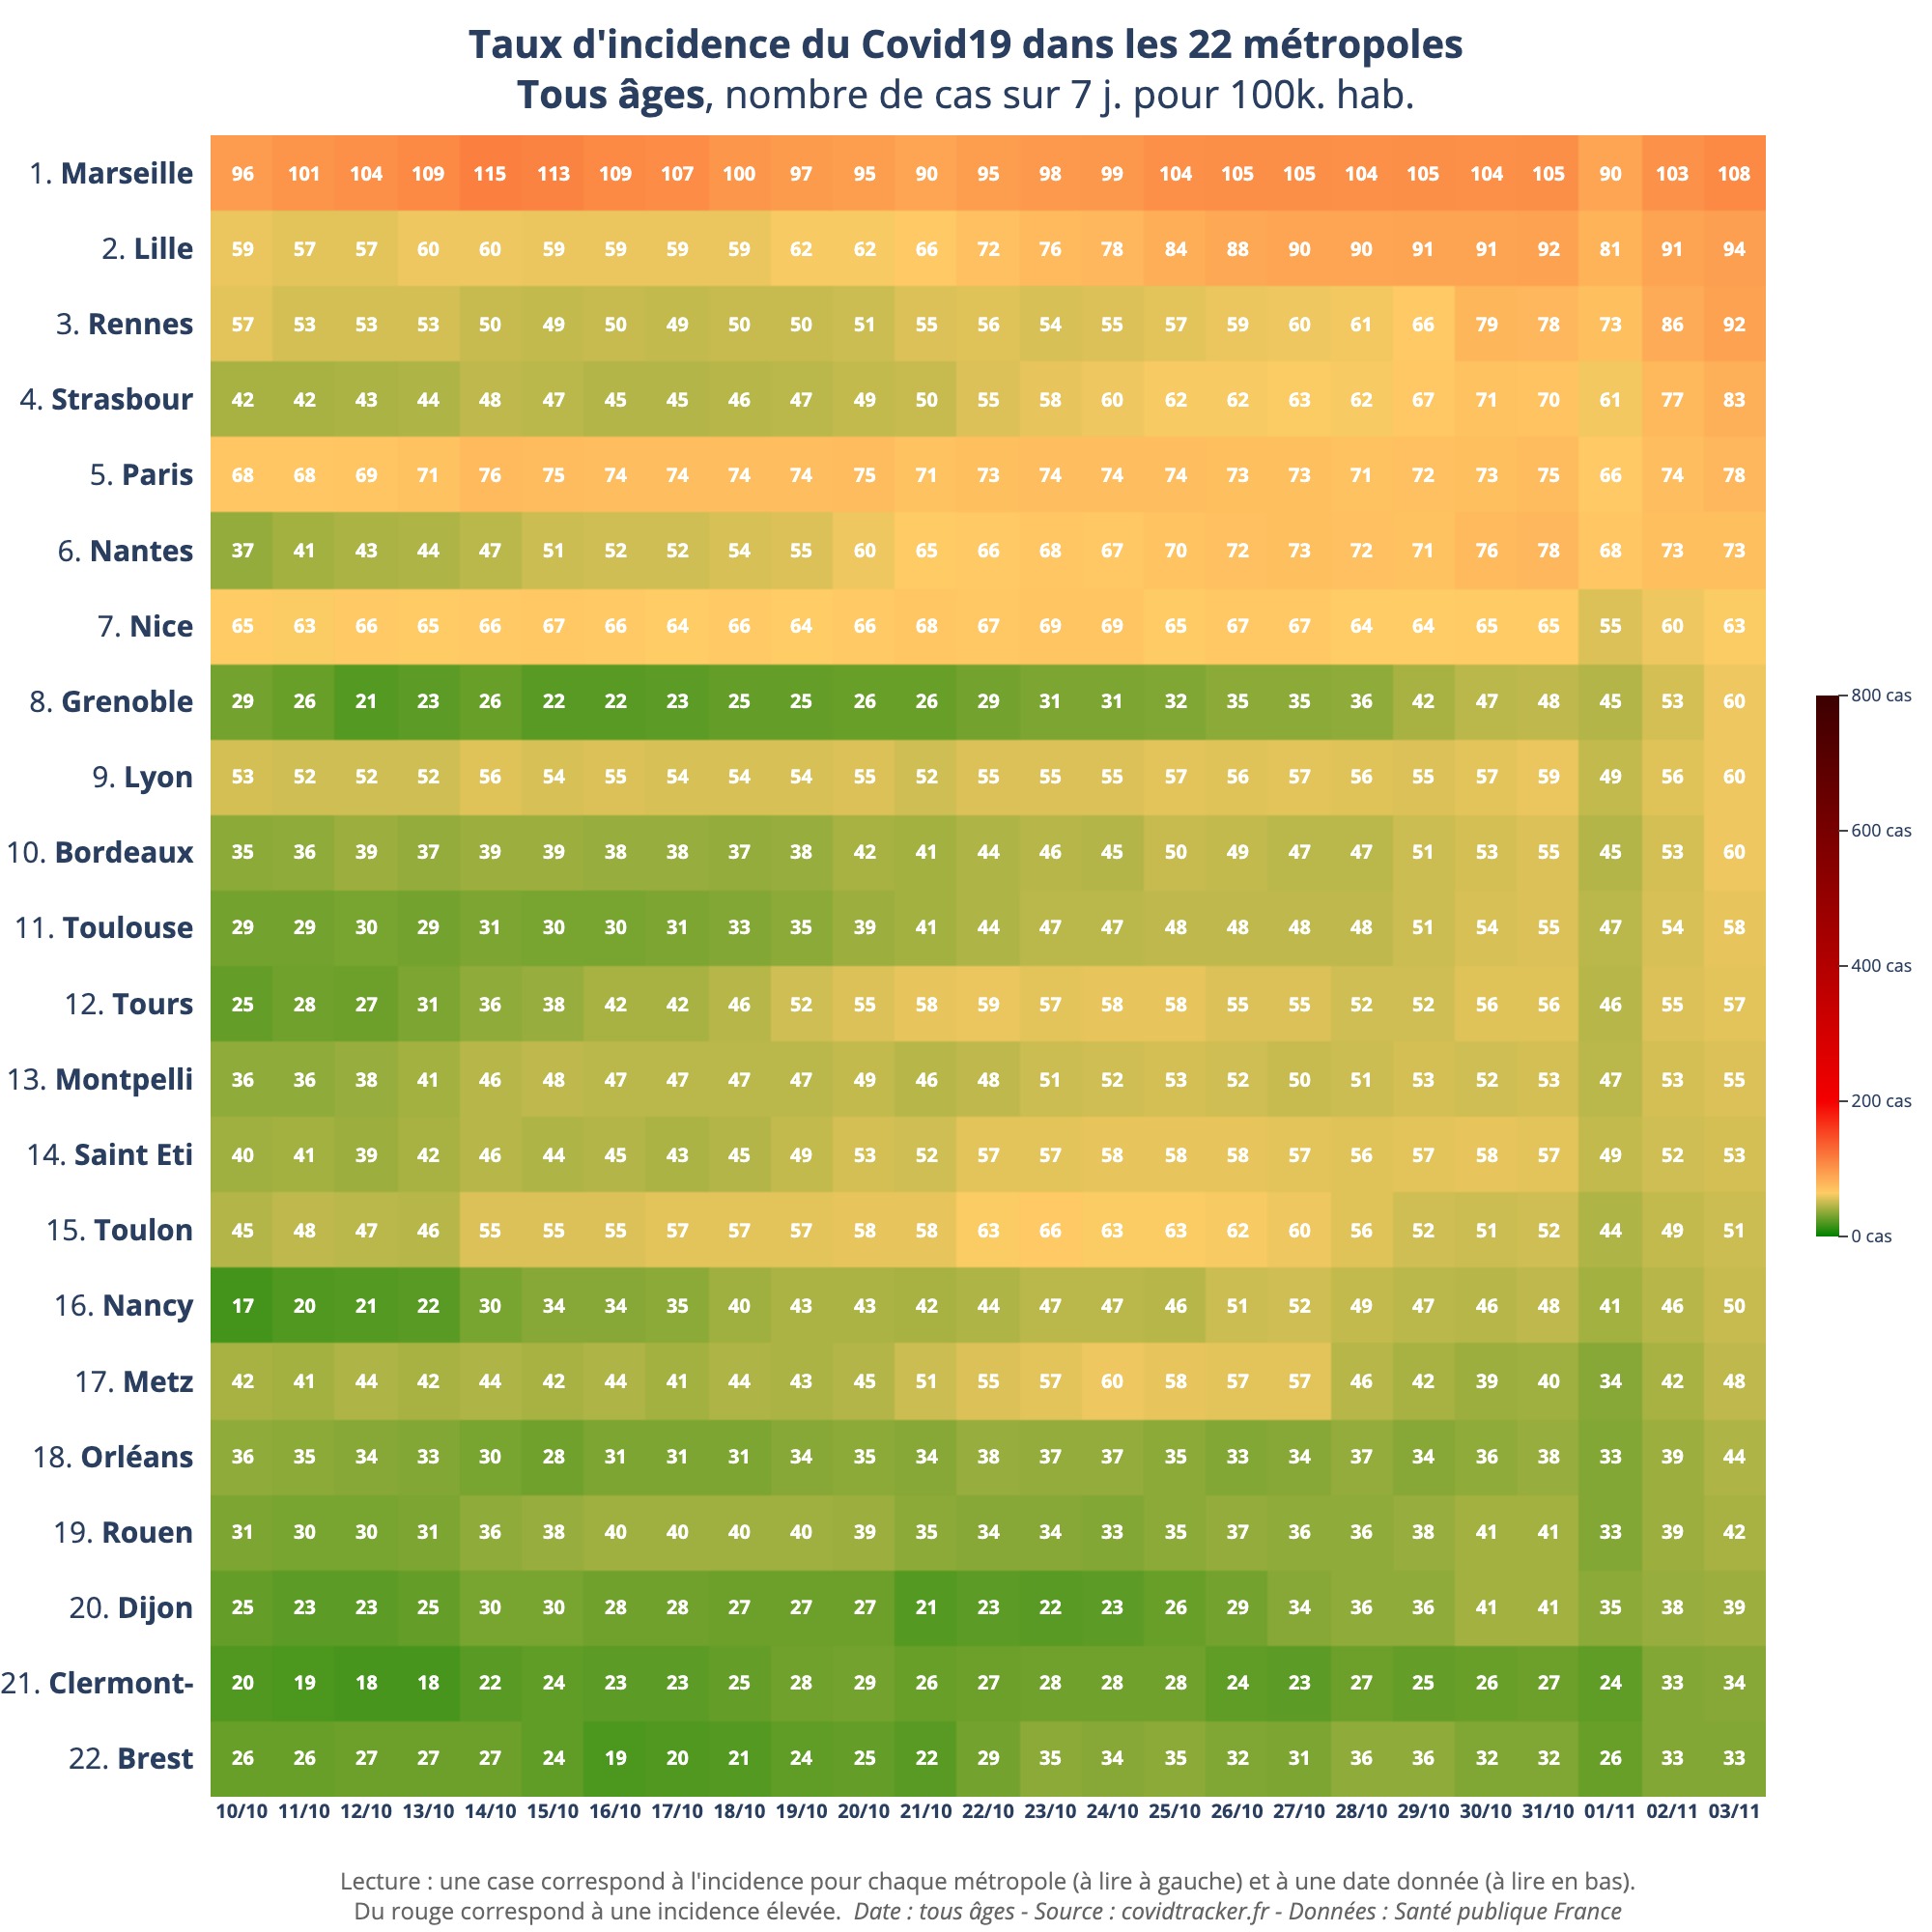 Taux d'incidence du Covid19 dans les 22 métropoles
Tous âges, nombre de cas sur 7 j. pour 100k. hab.
1. Marseille 96 101 104 109 115 113 109 107 100 97 95 90 95 98 99 104 105 105 104 105 104 105 90 103 108
2. Lille 59 57 57 60 60 59 59 59 59 62 62 66 72 76 78 84 88 90 90 91 91 92 81 91 94
3. Rennes 57 53 53 53 50 49 50 49 50 50 51 55 56 54 55 57 59 60 61 66 79 78 73 86 92
4. Strasbour 42 42 43 44 48 47 45 45 46 47 49 50 55 58 60 62 62 63 62 67 71 70 61 77 83
5. Paris 68 68 69 71 76 75 74 74 74 74 75 71 73 74 74 74 73 73 71 72 73 75 66 74 78
6. Nantes 37 41 43 44 47 51 52 52 54 55 60 65 66 68 67 70 72 73 72 71 76 78 68 73 73
7. Nice 65 63 66 65 66 67 66 64 66 64 66 68 67 69 69 65 67 67 64 64 65 65 55 60 63
8. Grenoble 29 26 21 23 26 22 22 23 25 25 26 26 29 31 31 32 35 35 36 42 47 48 45 53 60
9. Lyon 53 52 52 52 56 54 55 54 54 54 55 52 55 55 55 57 56 57 56 55 57 59 49 56 60
10. Bordeaux 35 36 39 37 39 39 38 38 37 38 42 41 44 46 45 50 49 47 47 51 53 55 45 53 60
11. Toulouse 29 29 30 29 31 30 30 31 33 35 39 41 44 47 47 48 48 48 48 51 54 55 47 54 58
12. Tours 25 28 27 31 36 38 42 42 46 52 55 58 59 57 58 58 55 55 52 52 56 56 46 55 57
13. Montpelli 36 36 38 41 46 48 47 47 47 47 49 46 48 51 52 53 52 50 51 53 52 53 47 53 55
14. Saint Eti 40 41 39 42 46 44 45 43 45 49 53 52 57 57 58 58 58 57 56 57 58 57 49 52 53
15. Toulon 45 48 47 46 55 55 55 57 57 57 58 58 63 66 63 63 62 60 56 52 51 52 44 49 51
16. Nancy 17 20 21 22 30 34 34 35 40 43 43 42 44 47 47 46 51 52 49 47 46 48 41 46 50
17. Metz 42 41 44 42 44 42 44 41 44 43 45 51 55 57 60 58 57 57 46 42 39 40 34 42 48
18. Orléans 36 35 34 33 30 28 31 31 31 34 35 34 38 37 37 35 33 34 37 34 36 38 33 39 44
19. Rouen 31 30 30 31 36 38 40 40 40 40 39 35 34 34 33 35 37 36 36 38 41 41 33 39 42
20. Dijon 25 23 23 25 30 30 28 28 27 27 27 21 23 22 23 26 29 34 36 36 41 41 35 38 39
21. Clermont- 20 19 18 18 22 24 23 23 25 28 29 26 27 28 28 28 24 23 27 25 26 27 24 33 34
22. Brest 26 26 27 27 27 24 19 20 21 24 25 22 29 35 34 35 32 31 36 36 32 32 26 33 33
10/10 11/10 12/10 13/10 14/10 15/10 16/10 17/10 18/10 19/10 20/10 21/10 22/10 23/10 24/10 25/10 26/10 27/10 28/10 29/10 30/10 31/10 01/11 02/11 03/11
800 cas
600 cas
400 cas
200 cas
0 cas
Lecture : une case correspond à l'incidence pour chaque métropole (à lire à gauche) et à une date donnée (à lire en bas).
Du rouge correspond à une incidence élevée. Date : tous âges - Source : covidtracker.fr - Données : Santé publique France